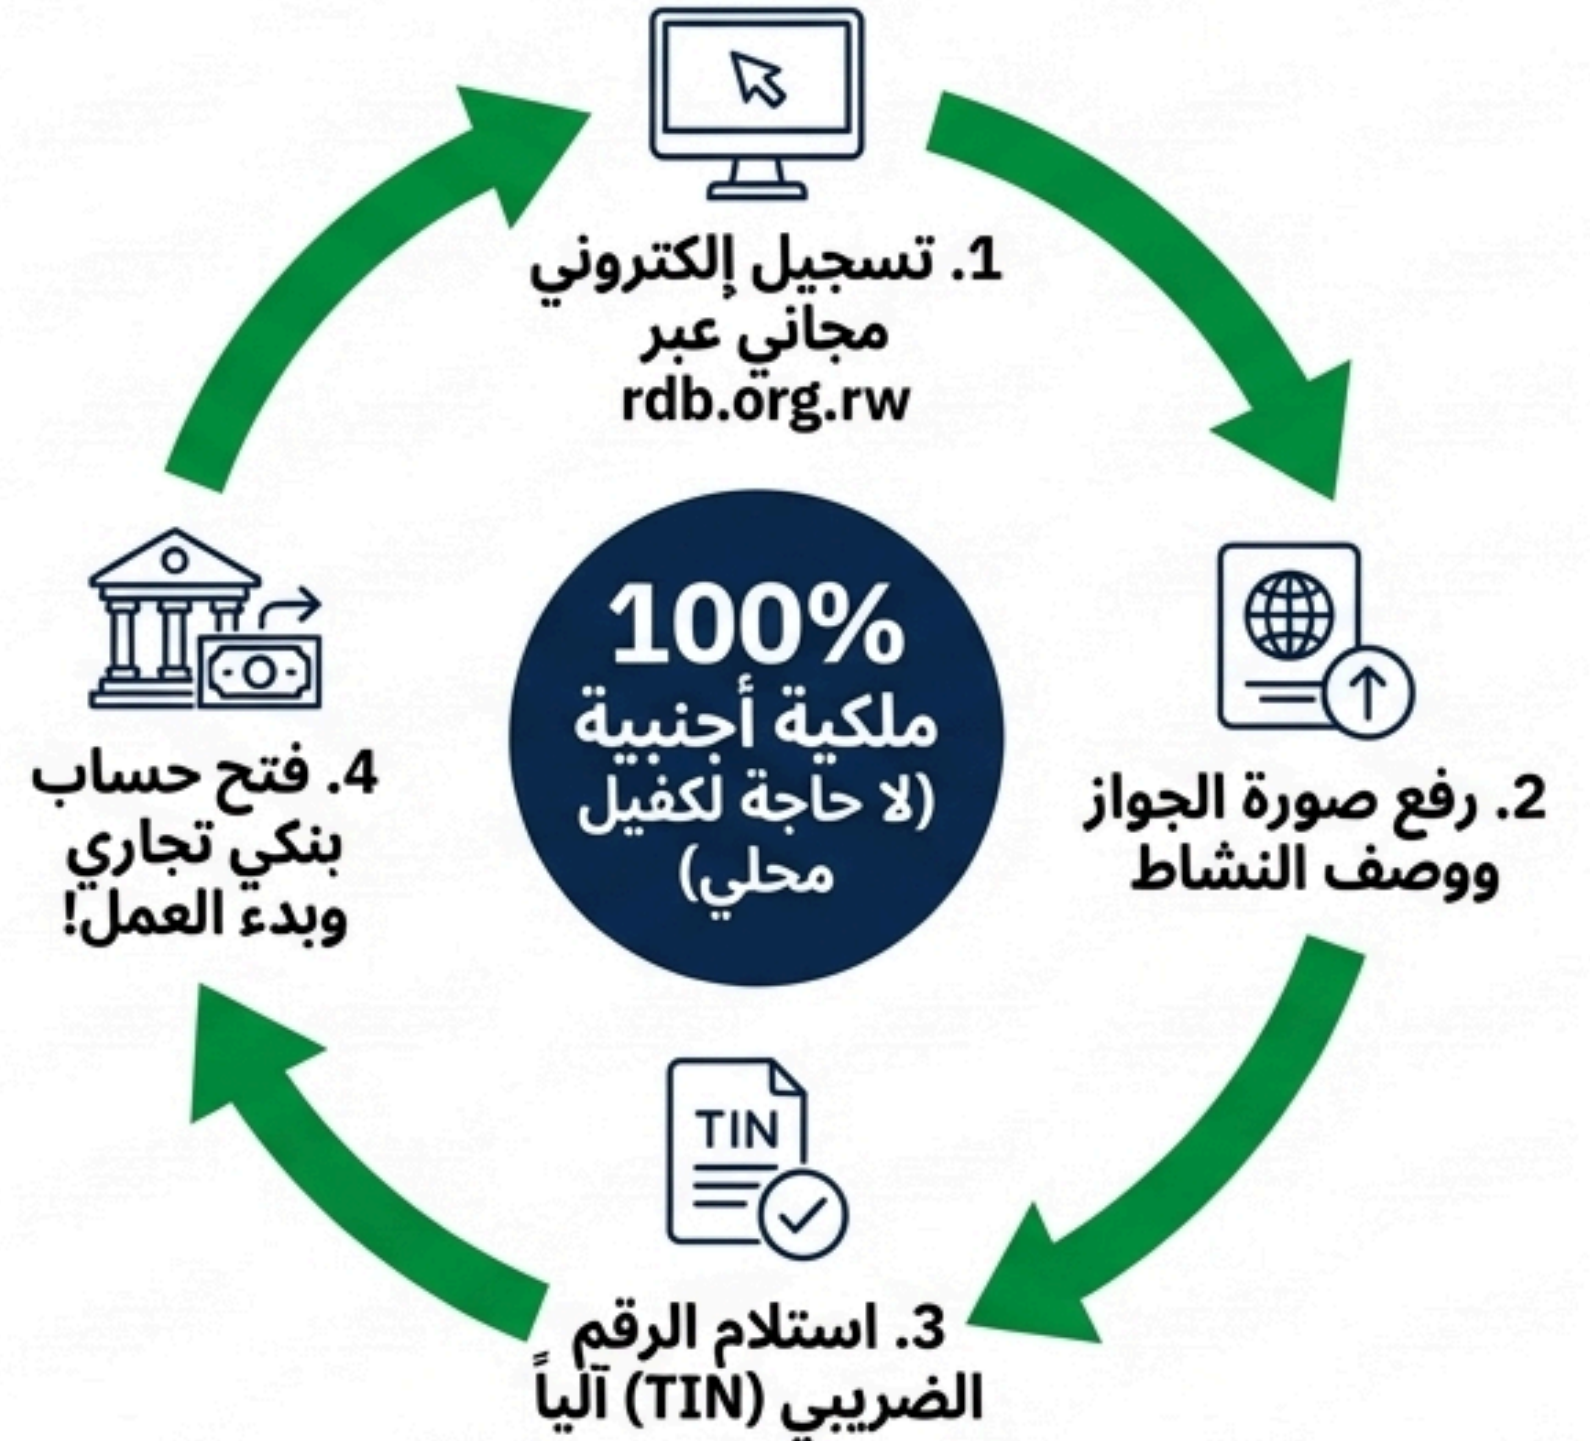 1. تسجيل إلكتروني
مجاني عبر
rdb.org.rw
100%
ملكية أجنبية
(لا حاجة لكفيل
محلي)
2. رفع صورة الجواز
ووصف النشاط
TIN
3. استلام الرقم
الضريبي (TIN) آلياً
4. فتح حساب
بنكي تجاري
وبدء العمل!